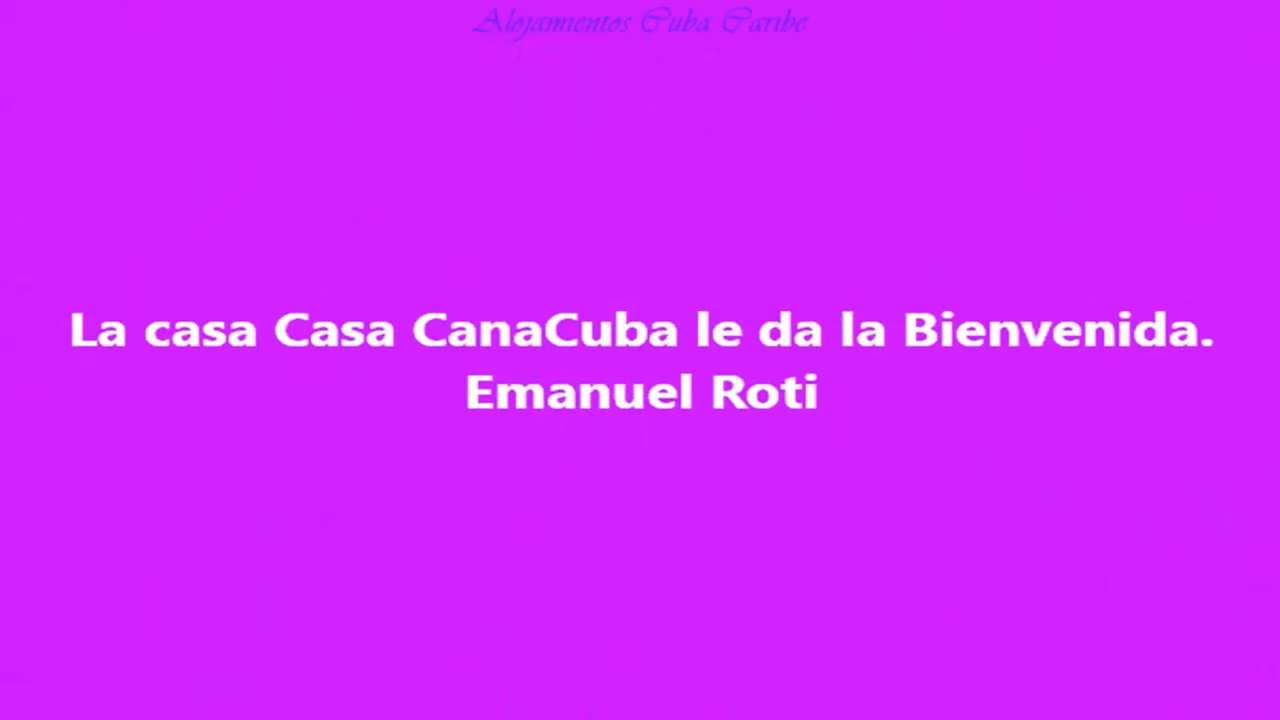 Alojamientos Cuba Caribe
La casa Casa CanaCuba le da la Bienvenida.
Emanuel Roti